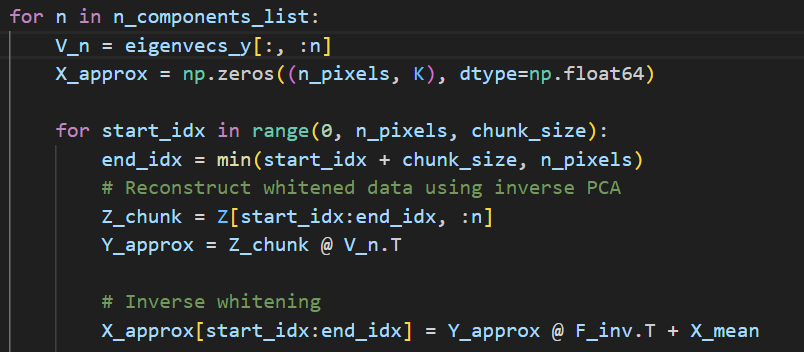 for n in n_components_list:
    V_n = eigenvecs_y[:, :n]
    X_approx = np.zeros((n_pixels, K), dtype=np.float64)

    for start_idx in range(0, n_pixels, chunk_size):
        end_idx = min(start_idx + chunk_size, n_pixels)
        # Reconstruct whitened data using inverse PCA
        Z_chunk = Z[start_idx:end_idx, :n]
        Y_approx = Z_chunk @ V_n.T

        # Inverse whitening
        X_approx[start_idx:end_idx] = Y_approx @ F_inv.T + X_mean